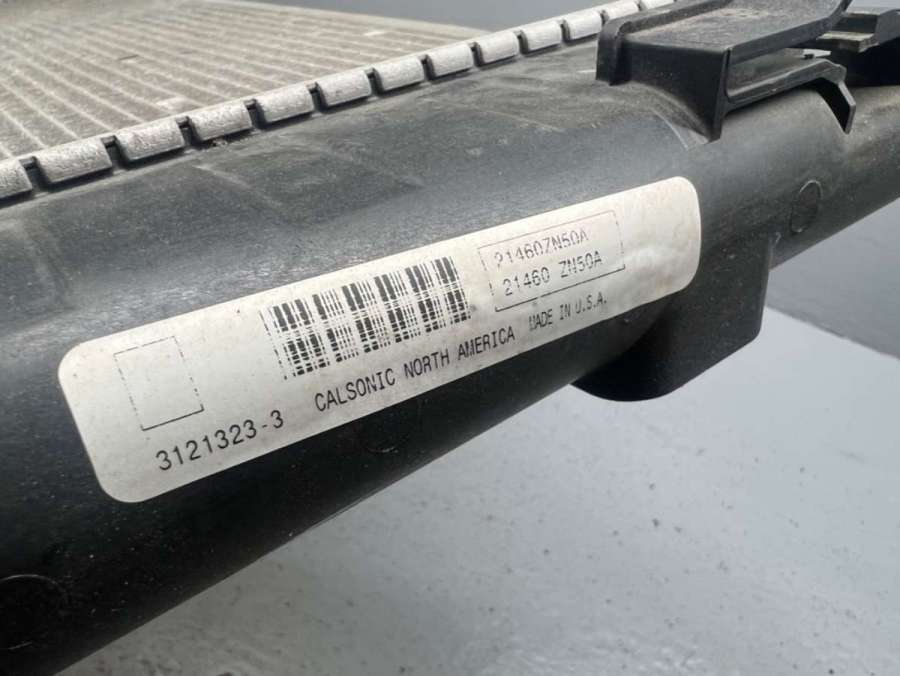 21460ZN50A
21460 ZN50A
3121323-3 CALSONIC NORTH AMERICA MADE IN U.S.A.